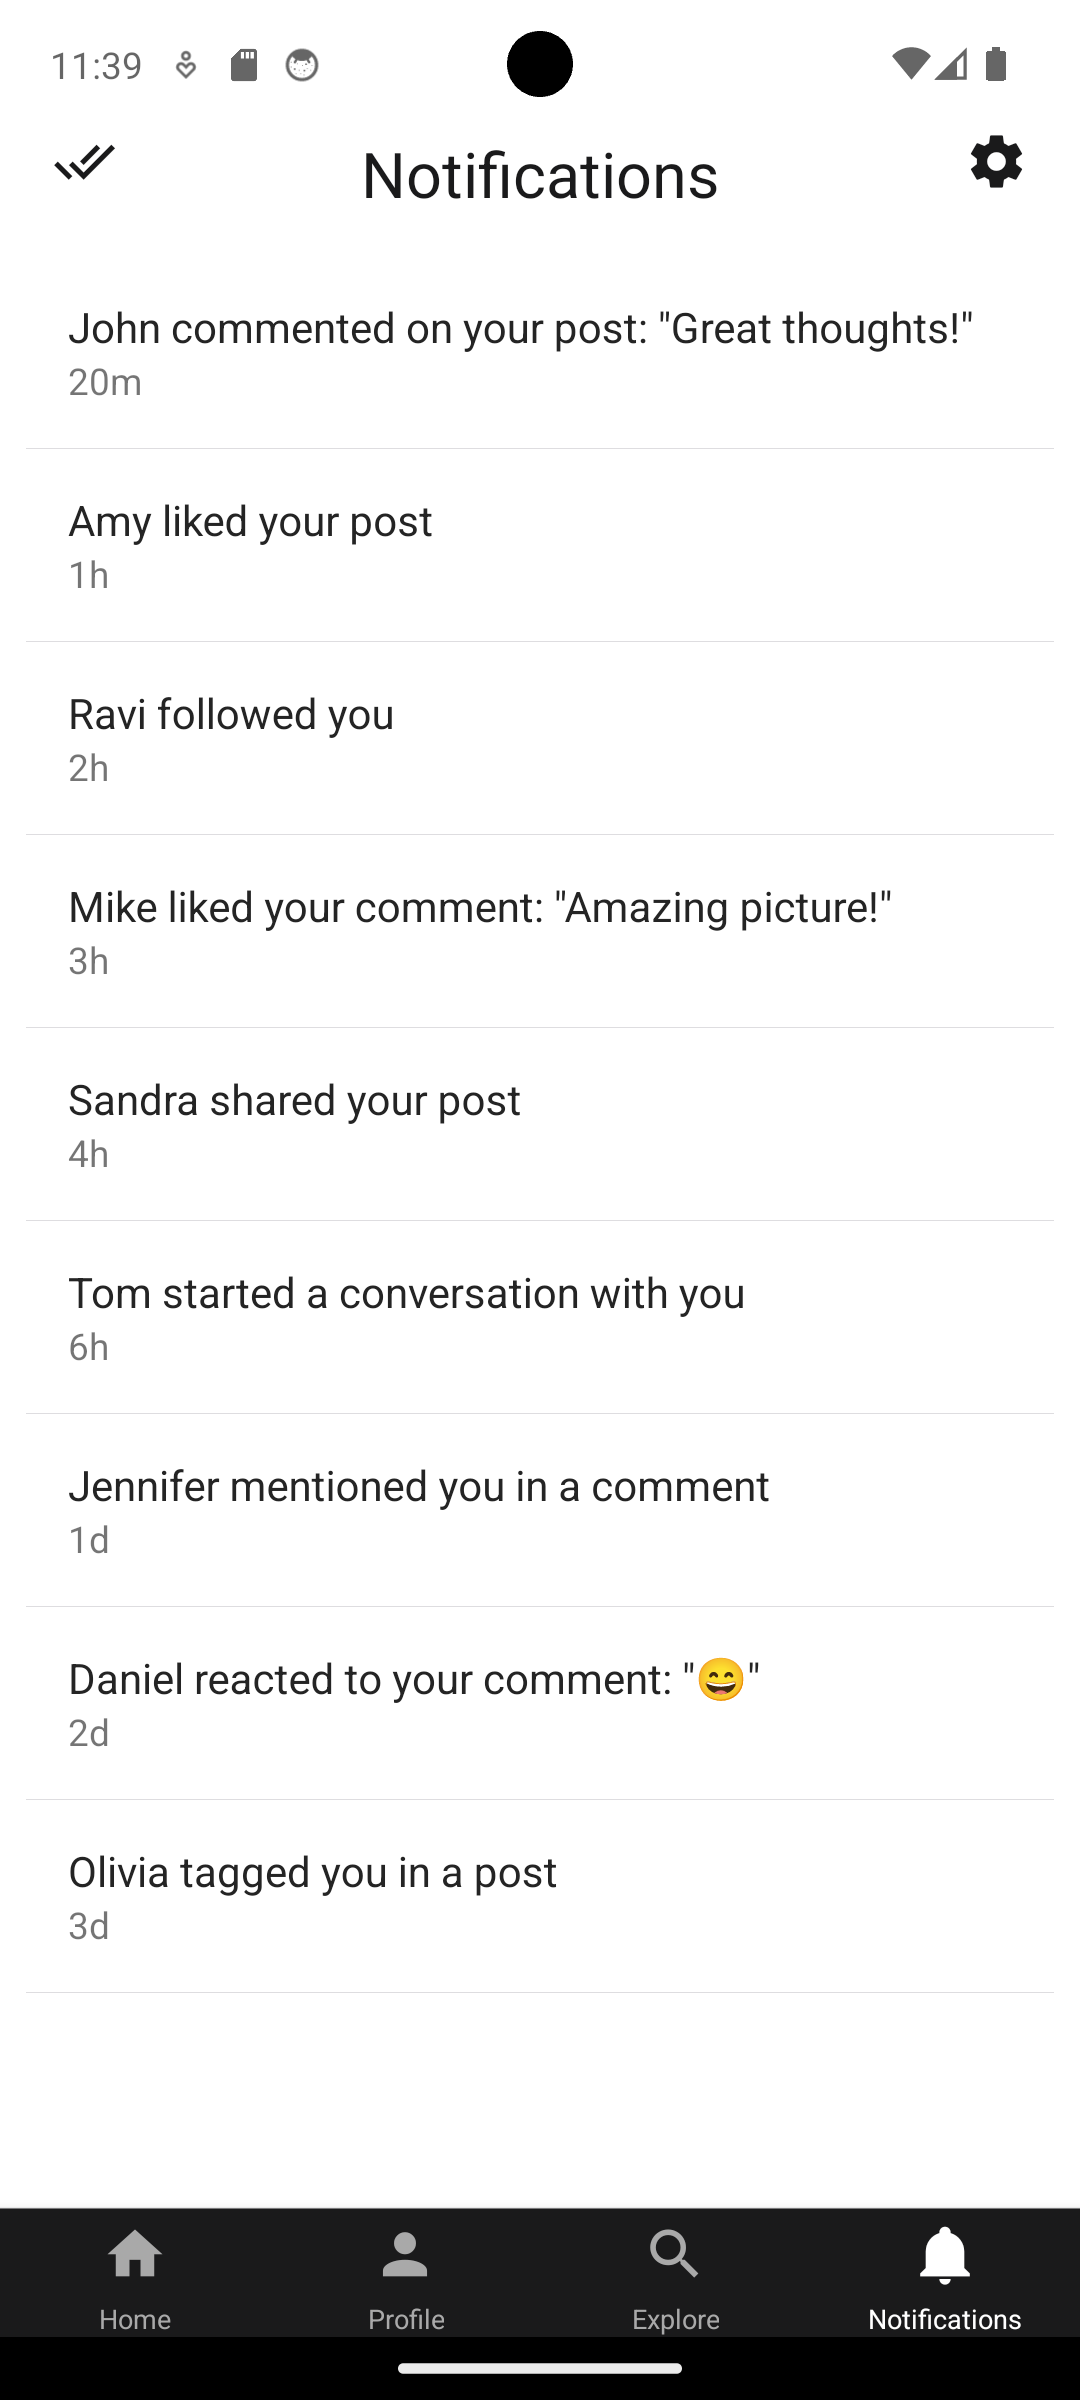 11:39
Notifications
John commented on your post: "Great thoughts!"
20m
Amy liked your post
1h
Ravi followed you
2h
Mike liked your comment: "Amazing picture!"
3h
Sandra shared your post
4h
Tom started a conversation with you
6h
Jennifer mentioned you in a comment
1d
Daniel reacted to your comment: "😄"
2d
Olivia tagged you in a post
3d
Home Profile Explore Notifications